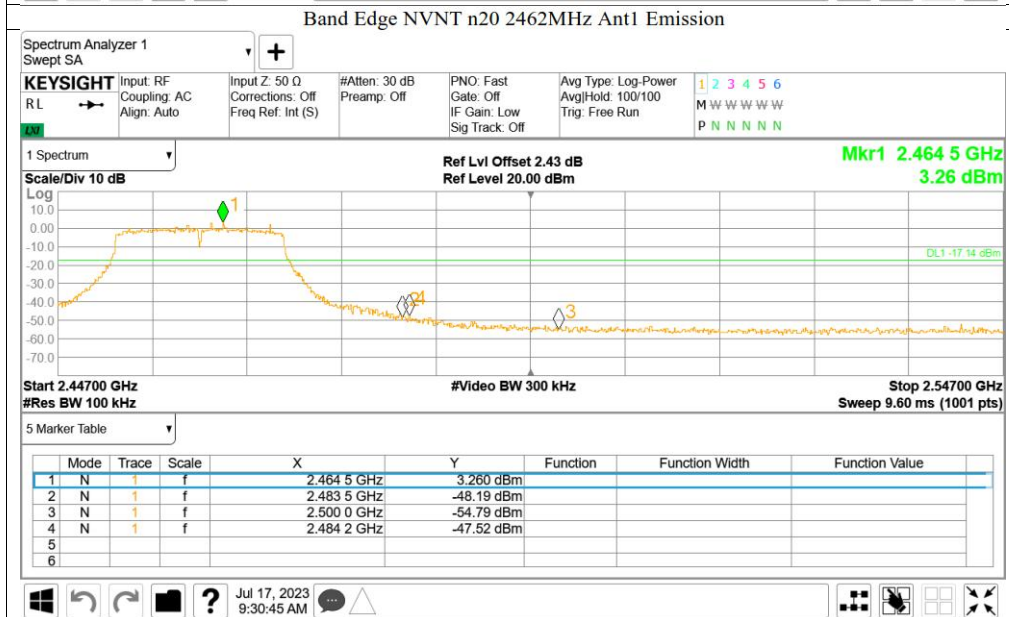 Band Edge NVNT n20 2462MHz Ant1 Emission
Spectrum Analyzer 1
Swept SA
+
KEYSIGHT Input: RF Input Z: 50 Ω #Atten: 30 dB PNO: Fast Avg Type: Log-Power 1 2 3 4 5 6
RL Coupling: AC Corrections: Off Preamp: Off Gate: Off Avg|Hold: 100/100 M W W W W W
Align: Auto Freq Ref: Int (S) IF Gain: Low Trig: Free Run
LXI Sig Track: Off P N N N N N
1 Spectrum Ref Lvl Offset 2.43 dB Mkr1 2.464 5 GHz
Scale/Div 10 dB Ref Level 20.00 dBm 3.26 dBm
Log
10.0
0.00
-10.0
-20.0
-30.0
-40.0
-50.0
-60.0
-70.0
1
DL1 -17.14 dBm
2 4
3
Start 2.44700 GHz #Video BW 300 kHz Stop 2.54700 GHz
#Res BW 100 kHz Sweep 9.60 ms (1001 pts)
5 Marker Table
Mode Trace Scale X Y Function Function Width Function Value
1 N 1 f 2.464 5 GHz 3.260 dBm
2 N 1 f 2.483 5 GHz -48.19 dBm
3 N 1 f 2.500 0 GHz -54.79 dBm
4 N 1 f 2.484 2 GHz -47.52 dBm
5
6
? Jul 17, 2023
9:30:45 AM